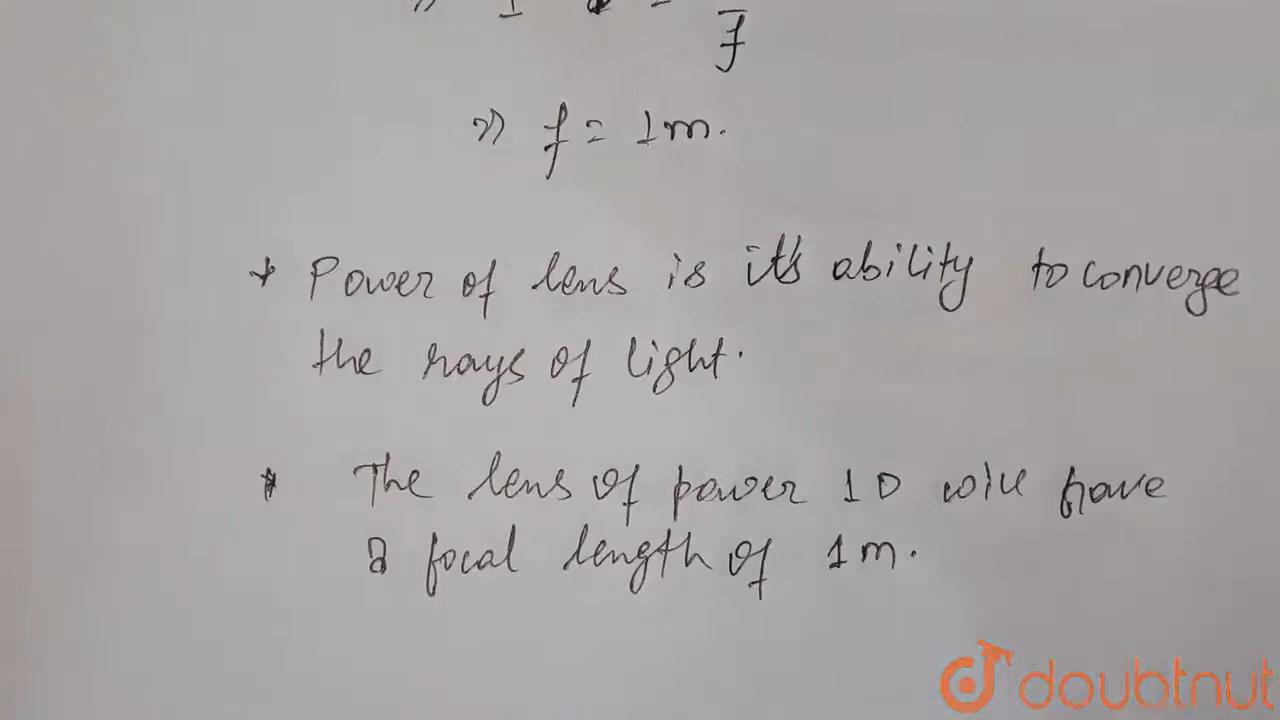 f
⇒ f = 1m.
* Power of lens is it's ability to converge
the rays of light.
* The lens of power 1D will have
a focal length of 1m.
doubtnut